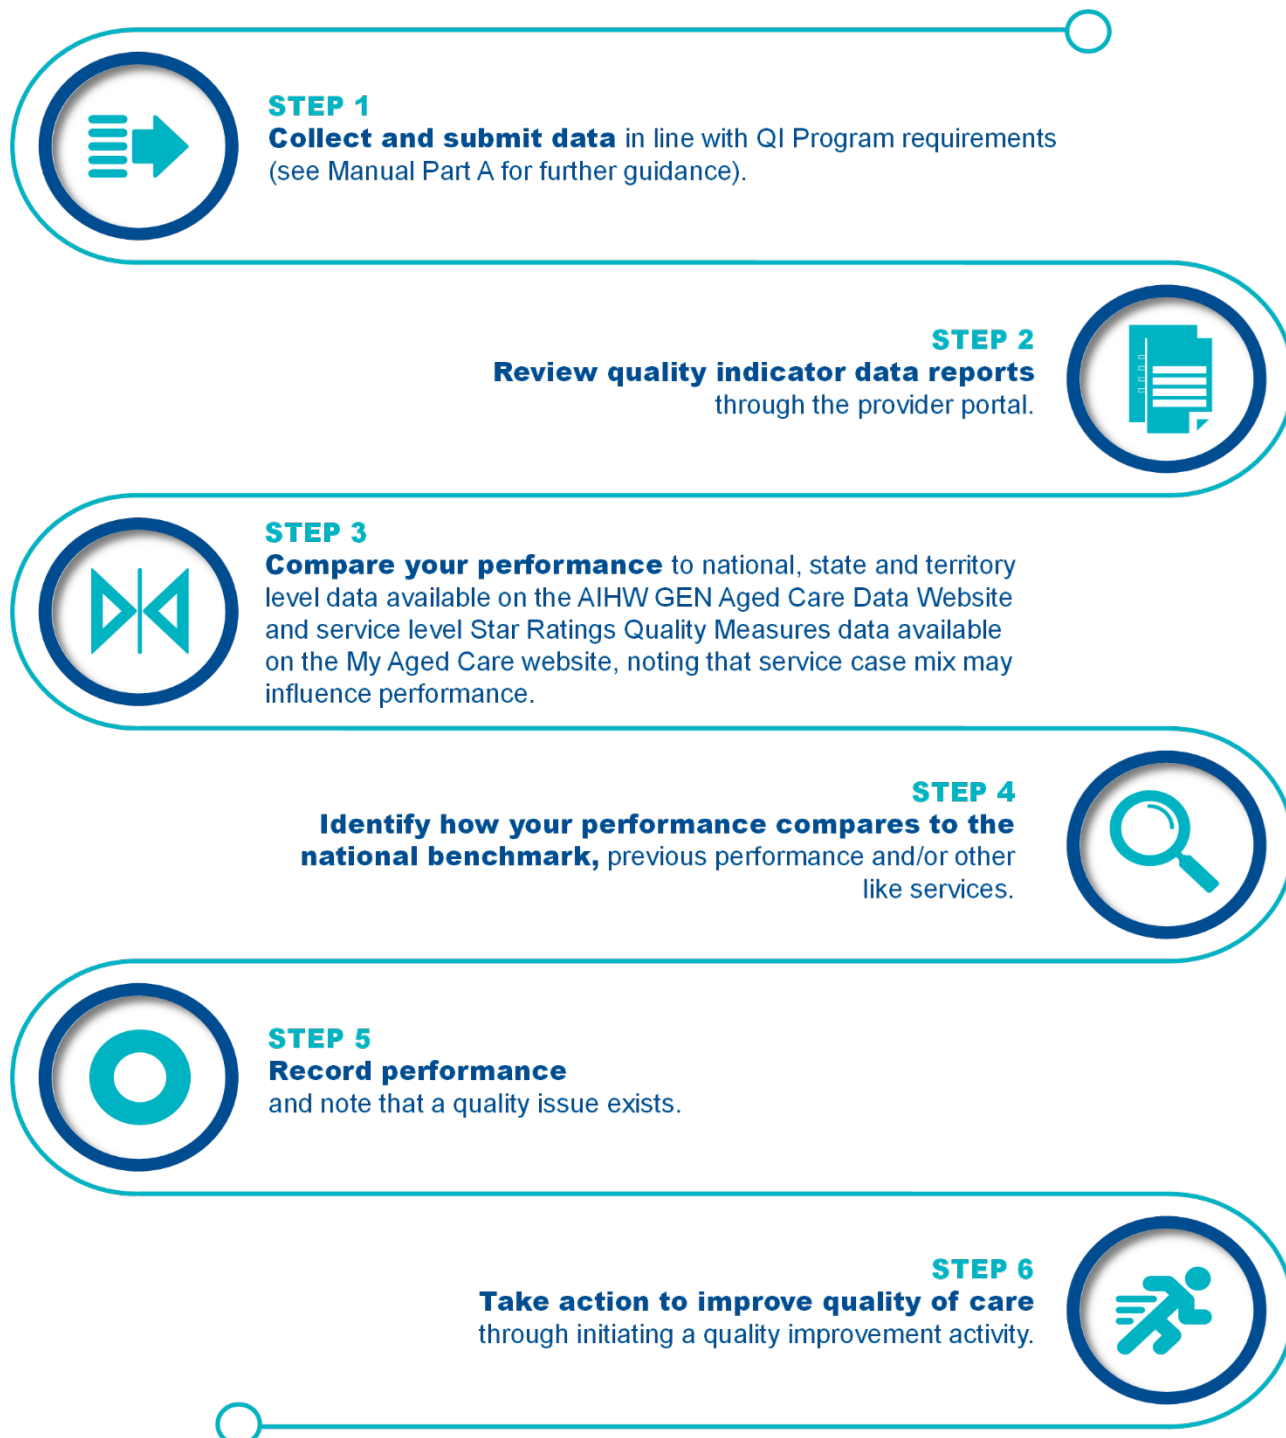 STEP 1
Collect and submit data in line with QI Program requirements
(see Manual Part A for further guidance).
STEP 2
Review quality indicator data reports
through the provider portal.
STEP 3
Compare your performance to national, state and territory
level data available on the AIHW GEN Aged Care Data Website
and service level Star Ratings Quality Measures data available
on the My Aged Care website, noting that service case mix may
influence performance.
STEP 4
Identify how your performance compares to the
national benchmark, previous performance and/or other
like services.
STEP 5
Record performance
and note that a quality issue exists.
STEP 6
Take action to improve quality of care
through initiating a quality improvement activity.